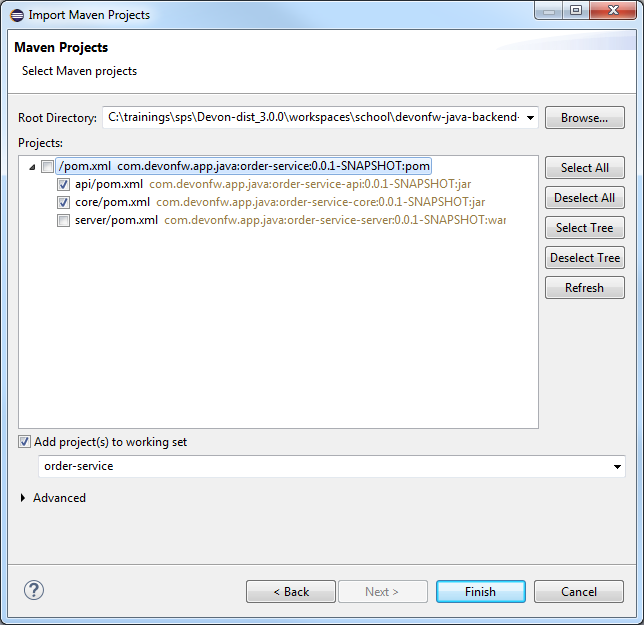 Import Maven Projects
Maven Projects
Select Maven projects
Root Directory: C:\trainings\sps\Devon-dist_3.0.0\workspaces\school\devonfw-java-backend- Browse...
Projects:
/pom.xml com.devonfw.app.java:order-service:0.0.1-SNAPSHOT:pom
api/pom.xml com.devonfw.app.java:order-service-api:0.0.1-SNAPSHOT:jar
core/pom.xml com.devonfw.app.java:order-service-core:0.0.1-SNAPSHOT:jar
server/pom.xml com.devonfw.app.java:order-service-server:0.0.1-SNAPSHOT:war
Select All
Deselect All
Select Tree
Deselect Tree
Refresh
Add project(s) to working set
order-service
Advanced
? < Back Next > Finish Cancel